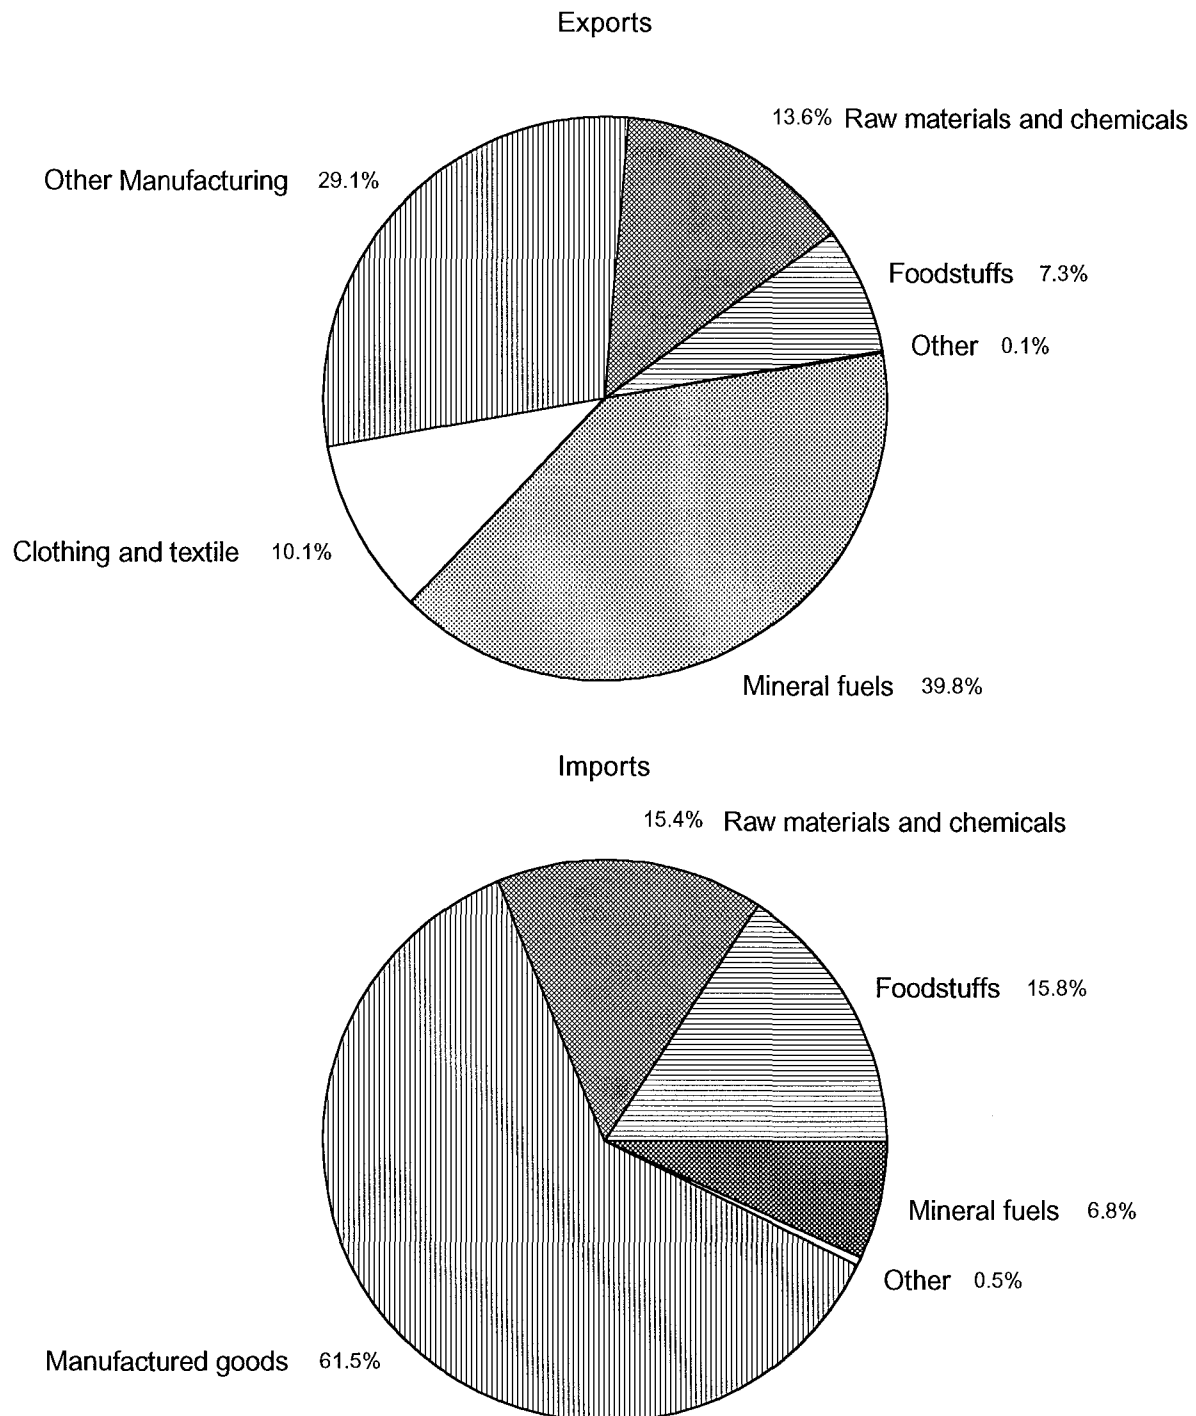 Exports
13.6% Raw materials and chemicals
Other Manufacturing 29.1%
Foodstuffs 7.3%
Other 0.1%
Clothing and textile 10.1%
Mineral fuels 39.8%
Imports
15.4% Raw materials and chemicals
Foodstuffs 15.8%
Mineral fuels 6.8%
Other 0.5%
Manufactured goods 61.5%